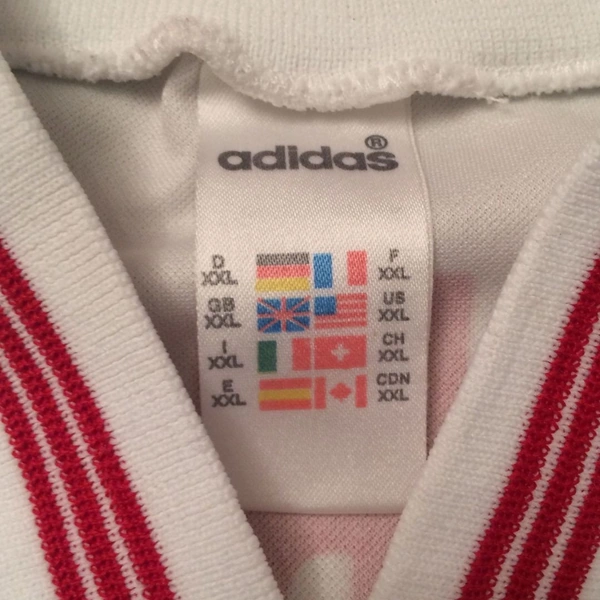 adidas®
D F
XXL XXL
GB US
XXL XXL
I CH
XXL XXL
E CDN
XXL XXL